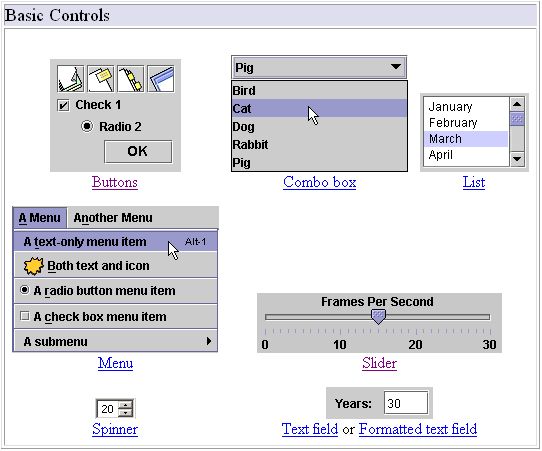 Basic Controls
Check 1
Radio 2
OK
Buttons
Pig
Bird
Cat
Dog
Rabbit
Pig
Combo box
January
February
March
April
List
A Menu Another Menu
A text-only menu item Alt-1
Both text and icon
A radio button menu item
A check box menu item
A submenu
Menu
Frames Per Second
0 10 20 30
Slider
20
Spinner
Years: 30
Text field or Formatted text field